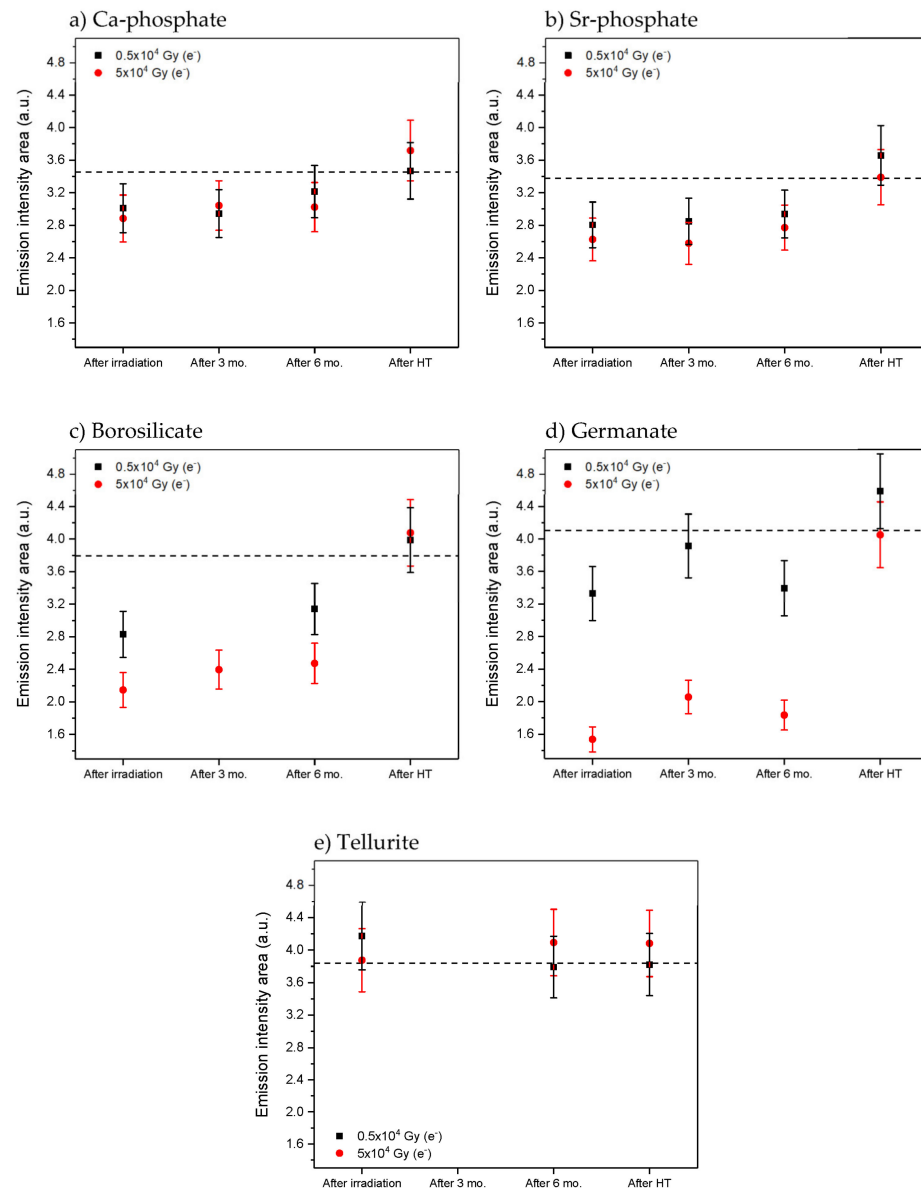 a) Ca-phosphate
0.5x10⁴ Gy (e⁻)
5x10⁴ Gy (e⁻)
4.8
4.4
4.0
3.6
3.2
2.8
2.4
2.0
1.6
Emission intensity area (a.u.)
After irradiation After 3 mo. After 6 mo. After HT
b) Sr-phosphate
0.5x10⁴ Gy (e⁻)
5x10⁴ Gy (e⁻)
4.8
4.4
4.0
3.6
3.2
2.8
2.4
2.0
1.6
Emission intensity area (a.u.)
After irradiation After 3 mo. After 6 mo. After HT
c) Borosilicate
0.5x10⁴ Gy (e⁻)
5x10⁴ Gy (e⁻)
4.8
4.4
4.0
3.6
3.2
2.8
2.4
2.0
1.6
Emission intensity area (a.u.)
After irradiation After 3 mo. After 6 mo. After HT
d) Germanate
0.5x10⁴ Gy (e⁻)
5x10⁴ Gy (e⁻)
4.8
4.4
4.0
3.6
3.2
2.8
2.4
2.0
1.6
Emission intensity area (a.u.)
After irradiation After 3 mo. After 6 mo. After HT
e) Tellurite
4.8
4.4
4.0
3.6
3.2
2.8
2.4
2.0
1.6
Emission intensity area (a.u.)
0.5x10⁴ Gy (e⁻)
5x10⁴ Gy (e⁻)
After irradiation After 3 mo. After 6 mo. After HT